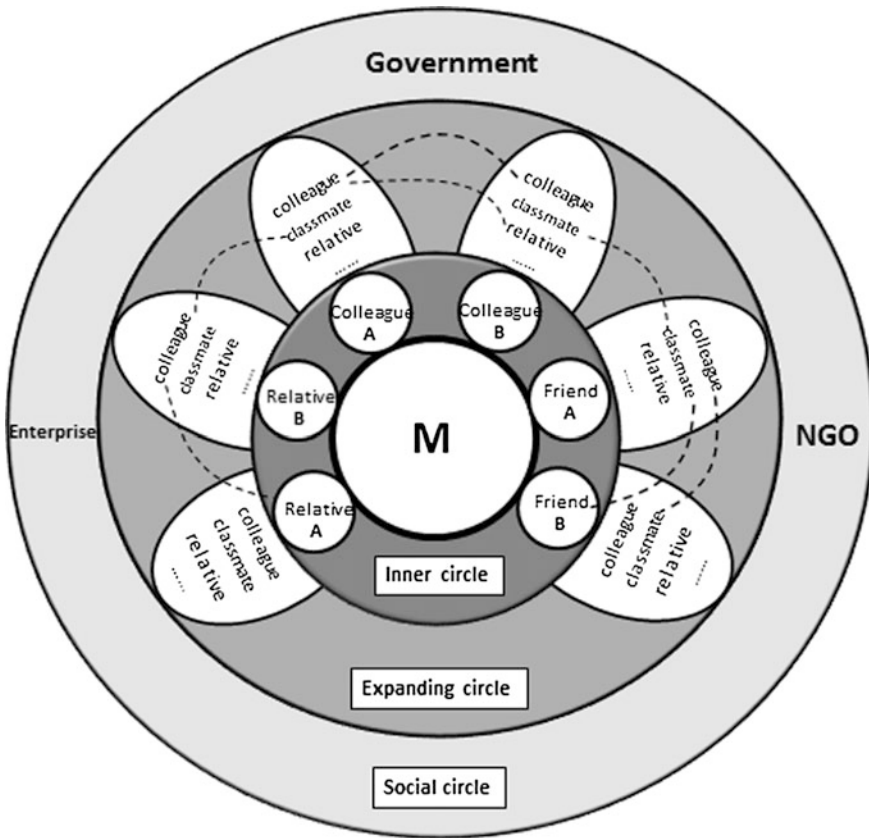 Government
colleague
classmate
relative
......
colleague
classmate
relative
......
Colleague
A
Colleague
B
colleague
classmate
relative
......
colleague
classmate
relative
......
Relative
B
Friend
A
M
Enterprise
NGO
Relative
A
Friend
B
colleague
classmate
relative
......
colleague
classmate
relative
......
Inner circle
Expanding circle
Social circle